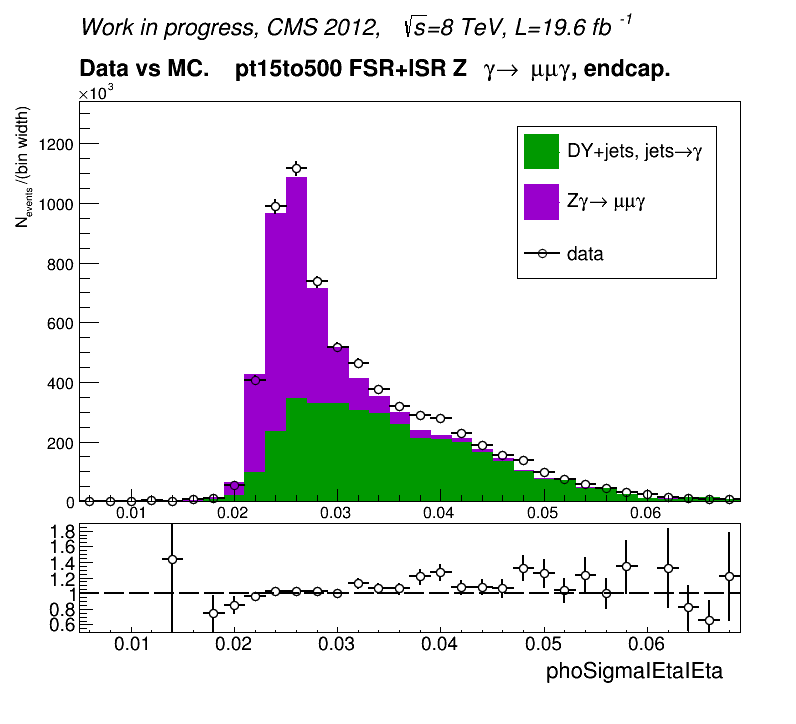 Work in progress, CMS 2012, √s=8 TeV, L=19.6 fb -1
Data vs MC. pt15to500 FSR+ISR Z γ→ μμγ, endcap.
×10³
N events /(bin width)
1200
1000
800
600
400
200
0
DY+jets, jets→γ
Zγ→ μμγ
data
0.01 0.02 0.03 0.04 0.05 0.06
1.8
1.6
1.4
1.2
1
0.8
0.6
0.01 0.02 0.03 0.04 0.05 0.06
phoSigmaIEtaIEta